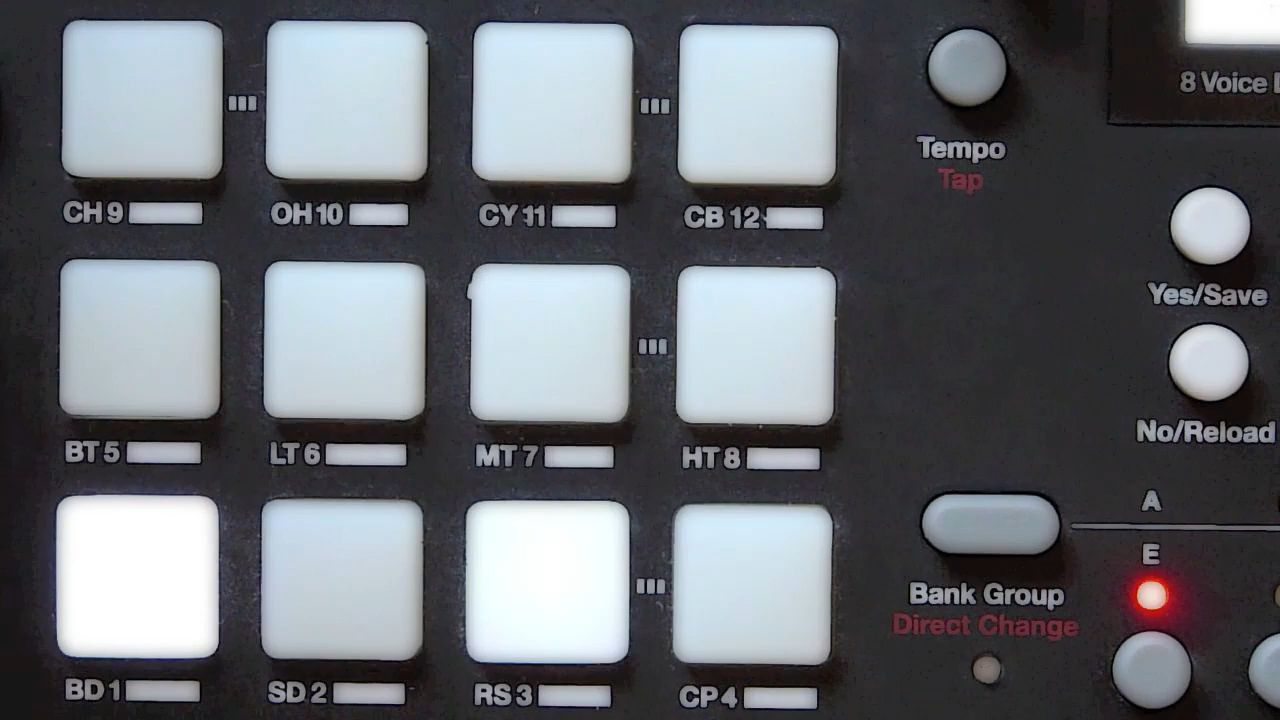 8 Voice
Tempo
Tap
CH 9
OH 10
CY 11
CB 12
Yes/Save
No/Reload
BT 5
LT 6
MT 7
HT 8
A
E
Bank Group
Direct Change
BD 1
SD 2
RS 3
CP 4